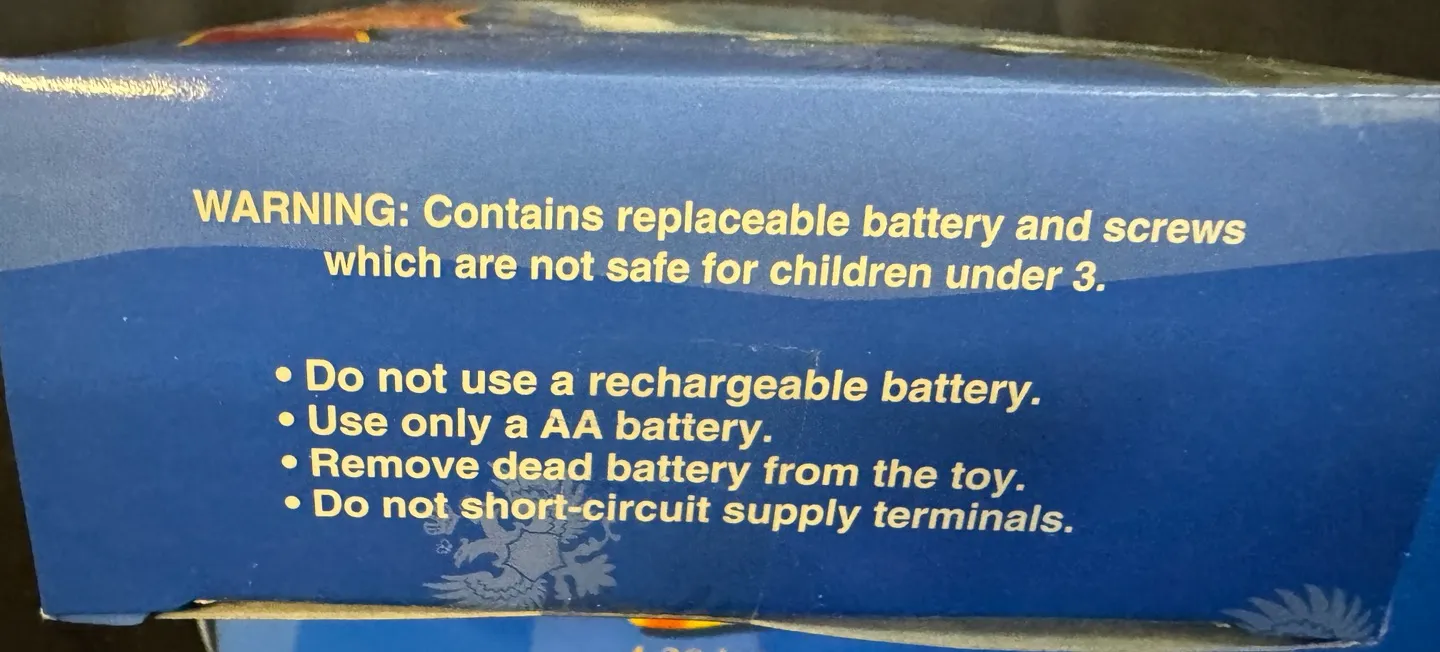 WARNING: Contains replaceable battery and screws
which are not safe for children under 3.
• Do not use a rechargeable battery.
• Use only a AA battery.
• Remove dead battery from the toy.
• Do not short-circuit supply terminals.